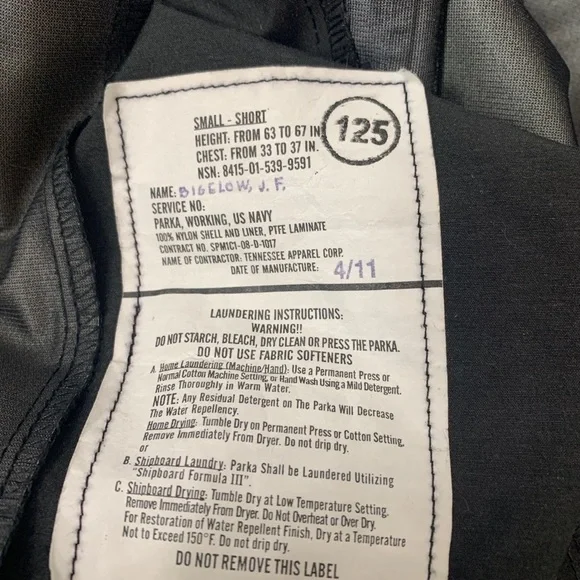 SMALL - SHORT
HEIGHT: FROM 63 TO 67 IN
CHEST: FROM 33 TO 37 IN.
NSN: 8415-01-539-9591
125
NAME: BIGELOW, J. F.
SERVICE NO:
PARKA, WORKING, US NAVY
100% NYLON SHELL AND LINER, PTFE LAMINATE
CONTRACT NO. SPM1C1-08-D-1017
NAME OF CONTRACTOR: TENNESSEE APPAREL CORP.
DATE OF MANUFACTURE: 4/11
LAUNDERING INSTRUCTIONS:
WARNING!!
DO NOT STARCH, BLEACH, DRY CLEAN OR PRESS THE PARKA.
DO NOT USE FABRIC SOFTENERS
A. Home Laundering (Machine/Hand): Use a Permanent Press or
Normal Cotton Machine Setting, or Hand Wash Using a Mild Detergent.
Rinse Thoroughly in Warm Water.
NOTE: Any Residual Detergent on The Parka Will Decrease
The Water Repellency.
Home Drying: Tumble Dry on Permanent Press or Cotton Setting.
Remove Immediately From Dryer. Do not drip dry.
or
B. Shipboard Laundry: Parka Shall be Laundered Utilizing
"Shipboard Formula III".
C. Shipboard Drying: Tumble Dry at Low Temperature Setting.
Remove Immediately From Dryer. Do Not Overheat or Over Dry.
For Restoration of Water Repellent Finish, Dry at a Temperature
Not to Exceed 150°F. Do not drip dry.
DO NOT REMOVE THIS LABEL